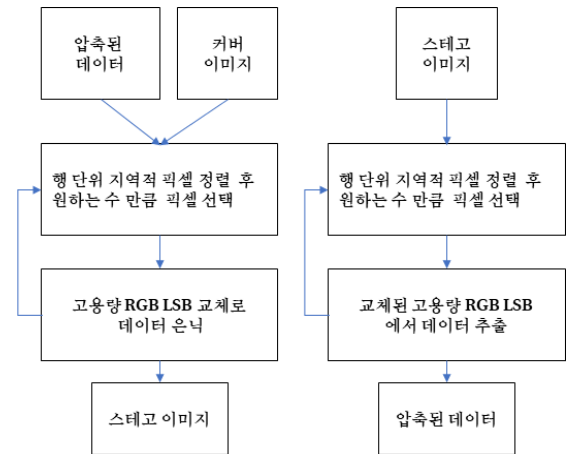 압축된
데이터
커버
이미지
행 단위 지역적 픽셀 정렬 후
원하는 수 만큼 픽셀 선택
고용량 RGB LSB 교체로
데이터 은닉
스테고 이미지
스테고
이미지
행 단위 지역적 픽셀 정렬 후
원하는 수 만큼 픽셀 선택
교체된 고용량 RGB LSB
에서 데이터 추출
압축된 데이터